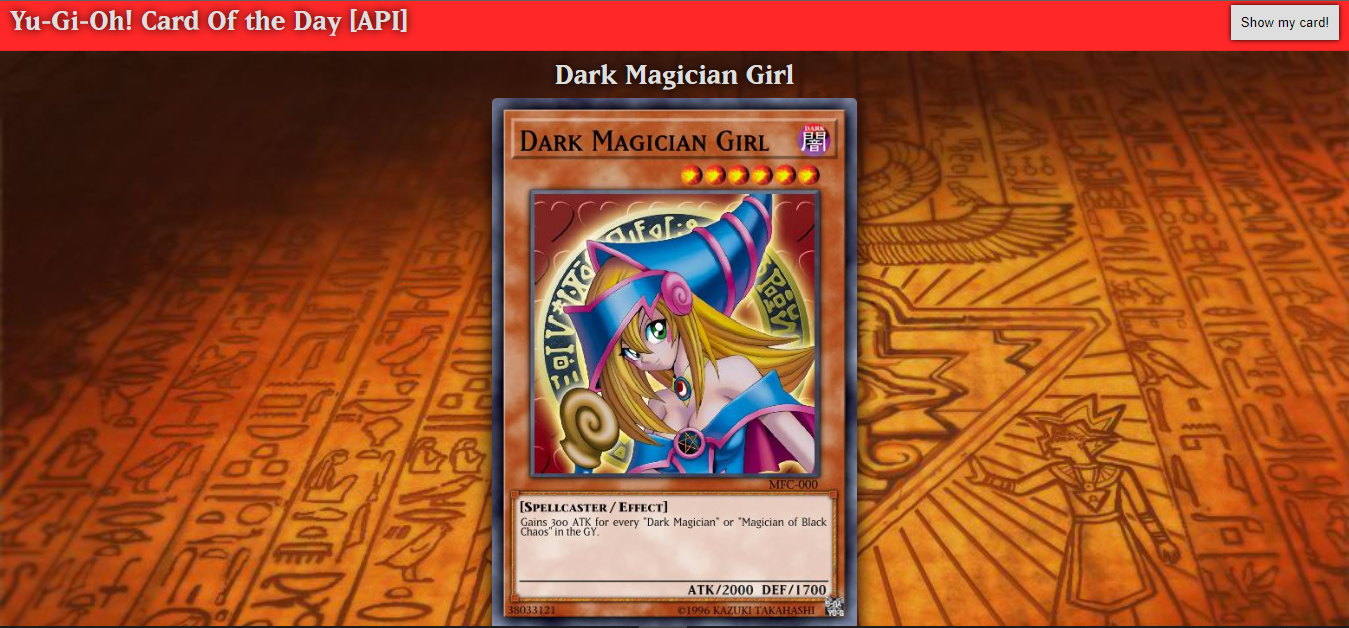 Yu-Gi-Oh! Card Of the Day [API]
Show my card!
Dark Magician Girl
Dark Magician Girl
DARK
闇
MFC-000
[Spellcaster / Effect]
Gains 300 ATK for every "Dark Magician" or "Magician of Black
Chaos" in the GY.
ATK/2000 DEF/1700
38033121
©1996 KAZUKI TAKAHASHI